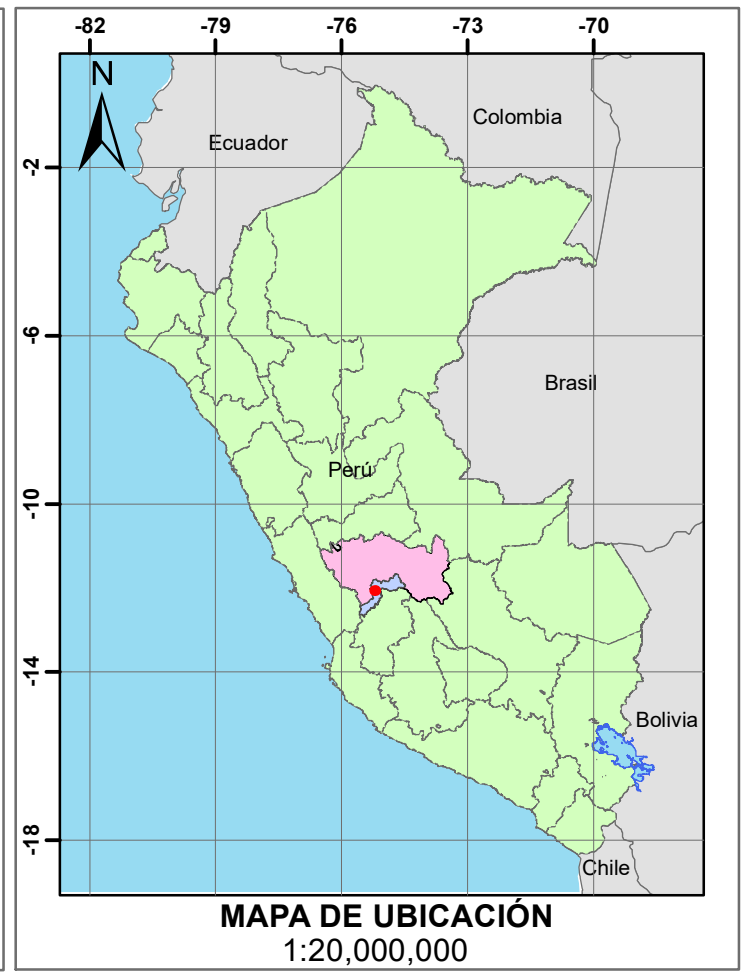 -82 -79 -76 -73 -70
N
Colombia
Ecuador
-2
-6
Brasil
Perú
-10
-14
Bolivia
-18
Chile
MAPA DE UBICACIÓN
1:20,000,000